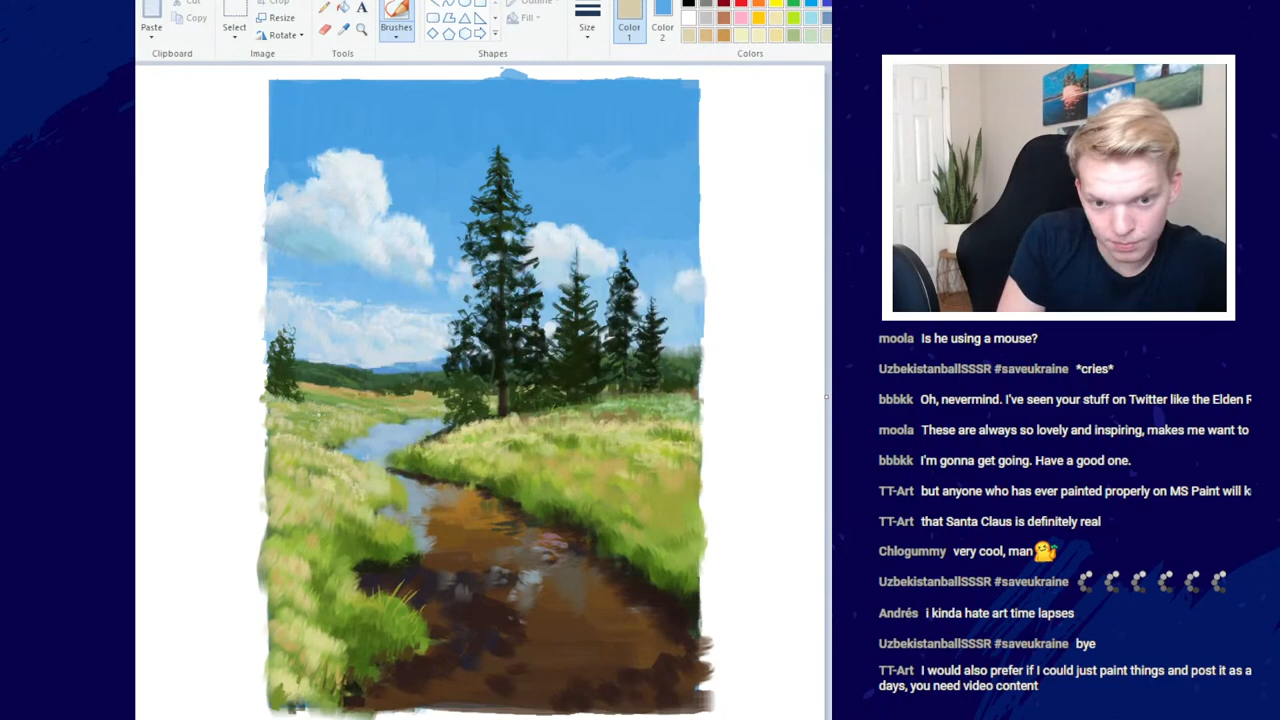 Cut
Crop
Outline
Paste
Copy
Select
Resize
Rotate
Brushes
Fill
Size
Color
1
Color
2
Clipboard
Image
Tools
Shapes
Colors
moola Is he using a mouse?
UzbekistanballSSSR #saveukraine *cries*
bbbkk Oh, nevermind. I've seen your stuff on Twitter like the Elden R
moola These are always so lovely and inspiring, makes me want to
bbbkk I'm gonna get going. Have a good one.
TT-Art but anyone who has ever painted properly on MS Paint will k
TT-Art that Santa Claus is definitely real
Chlogummy very cool, man
UzbekistanballSSSR #saveukraine
Andrés i kinda hate art time lapses
UzbekistanballSSSR #saveukraine bye
TT-Art I would also prefer if I could just paint things and post it as a
days, you need video content